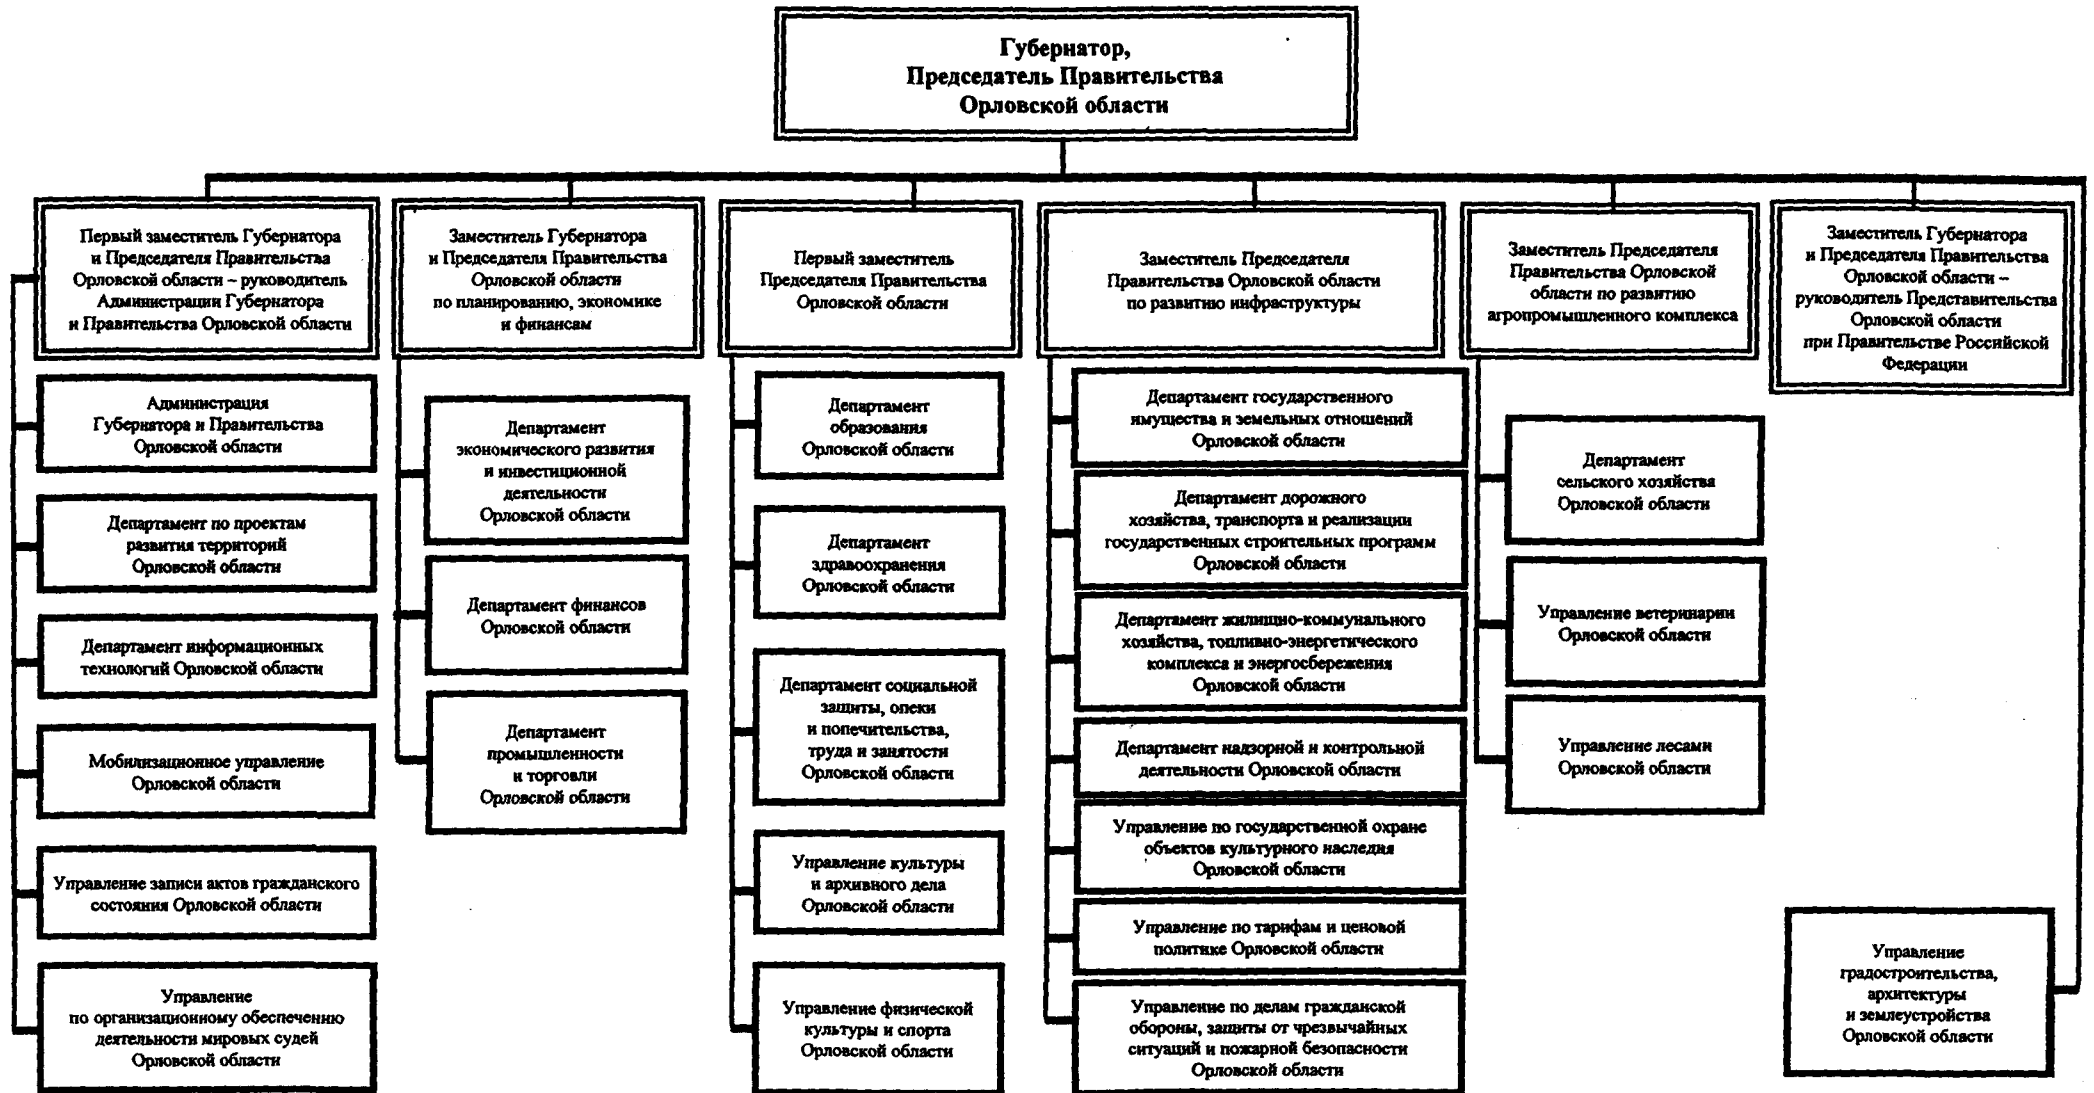 Губернатор,
Председатель Правительства
Орловской области
Первый заместитель Губернатора
и Председателя Правительства
Орловской области – руководитель
Администрации Губернатора
и Правительства Орловской области
Администрация
Губернатора и Правительства
Орловской области
Департамент по проектам
развития территорий
Орловской области
Департамент информационных
технологий Орловской области
Мобилизационное управление
Орловской области
Управление записи актов гражданского
состояния Орловской области
Управление
по организационному обеспечению
деятельности мировых судей
Орловской области
Заместитель Губернатора
и Председателя Правительства
Орловской области
по планированию, экономике
и финансам
Департамент
экономического развития
и инвестиционной
деятельности
Орловской области
Департамент финансов
Орловской области
Департамент
промышленности
и торговли
Орловской области
Первый заместитель
Председателя Правительства
Орловской области
Департамент
образования
Орловской области
Департамент
здравоохранения
Орловской области
Департамент социальной
защиты, опеки
и попечительства,
труда и занятости
Орловской области
Управление культуры
и архивного дела
Орловской области
Управление физической
культуры и спорта
Орловской области
Заместитель Председателя
Правительства Орловской области
по развитию инфраструктуры
Департамент государственного
имущества и земельных отношений
Орловской области
Департамент дорожного
хозяйства, транспорта и реализации
государственных строительных программ
Орловской области
Департамент жилищно-коммунального
хозяйства, топливно-энергетического
комплекса и энергосбережения
Орловской области
Департамент надзорной и контрольной
деятельности Орловской области
Управление по государственной охране
объектов культурного наследия
Орловской области
Управление по тарифам и ценовой
политике Орловской области
Управление по делам гражданской
обороны, защиты от чрезвычайных
ситуаций и пожарной безопасности
Орловской области
Заместитель Председателя
Правительства Орловской
области по развитию
агропромышленного комплекса
Департамент
сельского хозяйства
Орловской области
Управление ветеринарии
Орловской области
Управление лесами
Орловской области
Заместитель Губернатора
и Председателя Правительства
Орловской области –
руководитель Представительства
Орловской области
при Правительстве Российской
Федерации
Управление
градостроительства,
архитектуры
и землеустройства
Орловской области